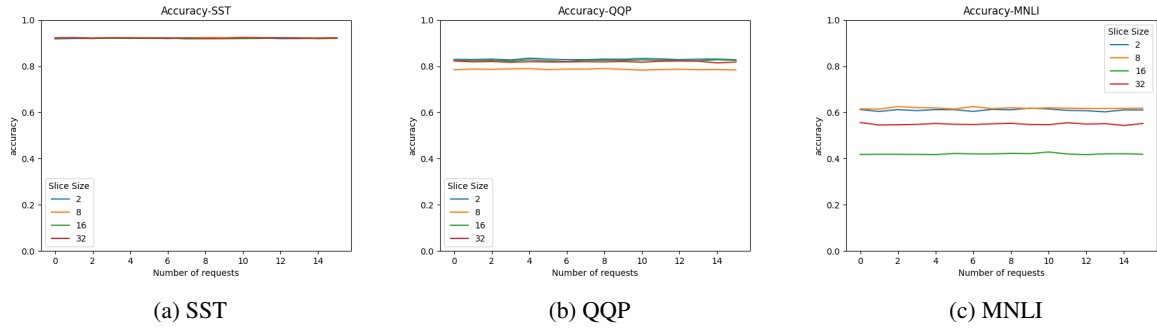 Accuracy-SST
1.0
0.8
0.6
0.4
0.2
0.0
accuracy
Slice Size
2
8
16
32
0 2 4 6 8 10 12 14
Number of requests
(a) SST
Accuracy-QQP
1.0
0.8
0.6
0.4
0.2
0.0
accuracy
Slice Size
2
8
16
32
0 2 4 6 8 10 12 14
Number of requests
(b) QQP
Accuracy-MNLI
1.0
0.8
0.6
0.4
0.2
0.0
accuracy
Slice Size
2
8
16
32
0 2 4 6 8 10 12 14
Number of requests
(c) MNLI